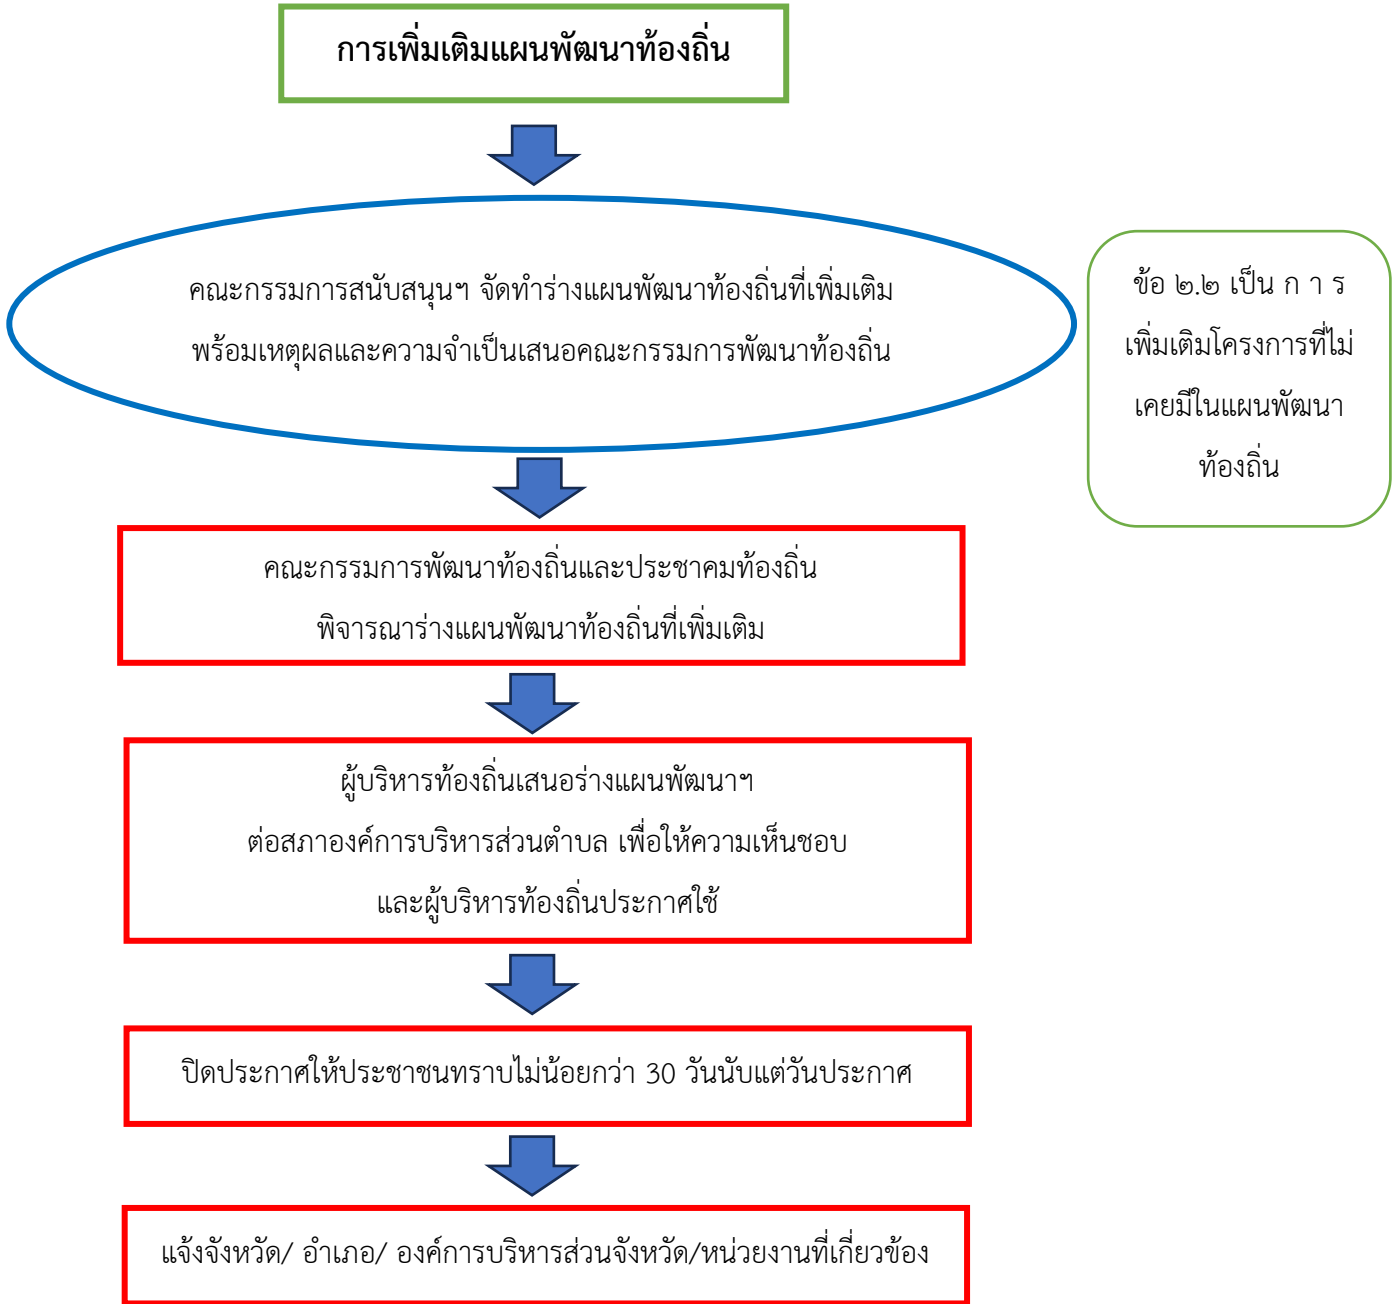 การเพิ่มเติมแผนพัฒนาท้องถิ่น
คณะกรรมการสนับสนุนฯ จัดทำร่างแผนพัฒนาท้องถิ่นที่เพิ่มเติม
พร้อมเหตุผลและความจำเป็นเสนอคณะกรรมการพัฒนาท้องถิ่น
ข้อ ๒.๒ เป็น ก า ร
เพิ่มเติมโครงการที่ไม่
เคยมีในแผนพัฒนา
ท้องถิ่น
คณะกรรมการพัฒนาท้องถิ่นและประชาคมท้องถิ่น
พิจารณาร่างแผนพัฒนาท้องถิ่นที่เพิ่มเติม
ผู้บริหารท้องถิ่นเสนอร่างแผนพัฒนาฯ
ต่อสภาองค์การบริหารส่วนตำบล เพื่อให้ความเห็นชอบ
และผู้บริหารท้องถิ่นประกาศใช้
ปิดประกาศให้ประชาชนทราบไม่น้อยกว่า 30 วันนับแต่วันประกาศ
แจ้งจังหวัด/ อำเภอ/ องค์การบริหารส่วนจังหวัด/หน่วยงานที่เกี่ยวข้อง